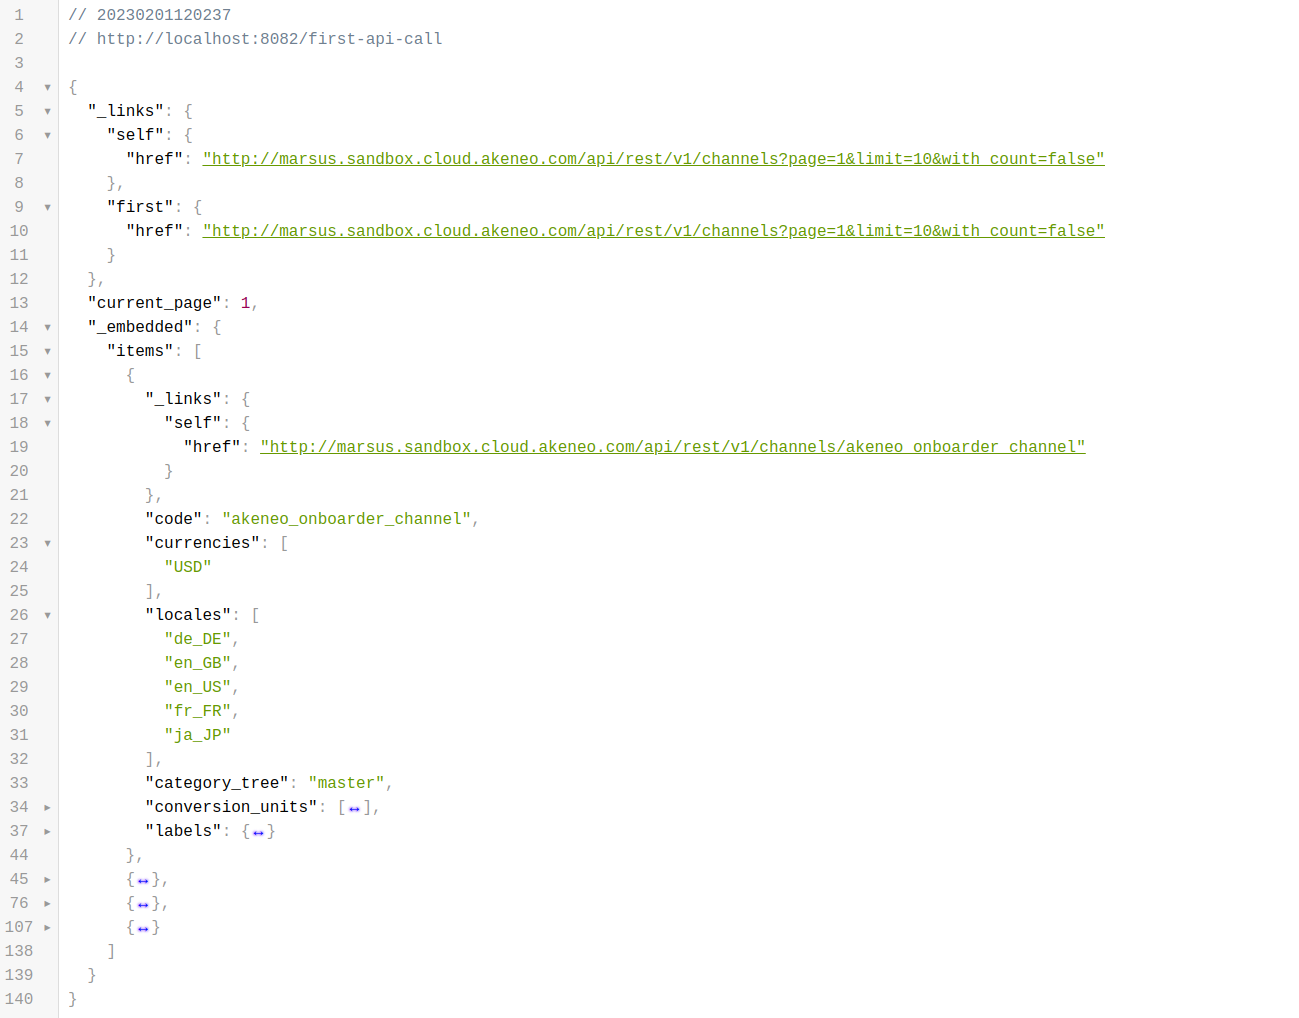 1 // 20230201120237
2 // http://localhost:8082/first-api-call
3
4 ▼ {
5 ▼ "_links": {
6 ▼ "self": {
7 "href": "http://marsus.sandbox.cloud.akeneo.com/api/rest/v1/channels?page=1&limit=10&with_count=false"
8 },
9 ▼ "first": {
10 "href": "http://marsus.sandbox.cloud.akeneo.com/api/rest/v1/channels?page=1&limit=10&with_count=false"
11 }
12 },
13 "current_page": 1,
14 ▼ "_embedded": {
15 ▼ "items": [
16 ▼ {
17 ▼ "_links": {
18 ▼ "self": {
19 "href": "http://marsus.sandbox.cloud.akeneo.com/api/rest/v1/channels/akeneo_onboarder_channel"
20 }
21 },
22 "code": "akeneo_onboarder_channel",
23 ▼ "currencies": [
24 "USD"
25 ],
26 ▼ "locales": [
27 "de_DE",
28 "en_GB",
29 "en_US",
30 "fr_FR",
31 "ja_JP"
32 ],
33 "category_tree": "master",
34 ► "conversion_units": [↔],
37 ► "labels": {↔}
44 },
45 ► {↔},
76 ► {↔},
107 ► {↔}
138 ]
139 }
140 }